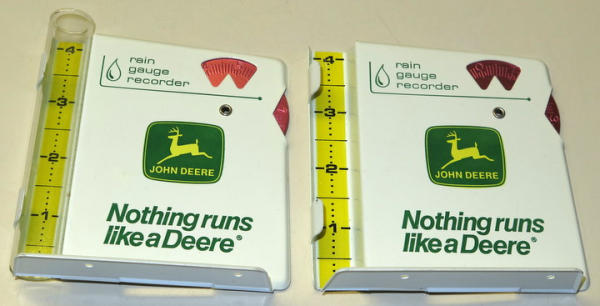 4
3
2
1
rain
gauge
recorder
JOHN DEERE
Nothing runs
like a Deere®
4
3
2
1
rain
gauge
recorder
JOHN DEERE
Nothing runs
like a Deere®